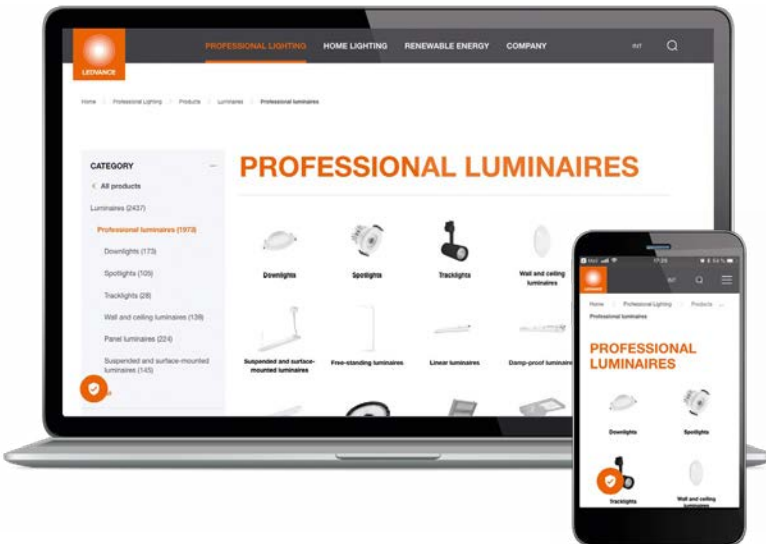 PROFESSIONAL LIGHTING HOME LIGHTING RENEWABLE ENERGY COMPANY INT
LEDVANCE
Home Professional Lighting Products Luminaires Professional luminaires
CATEGORY
All products
Luminaires (2437)
Professional luminaires (1973)
Downlights (173)
Spotlights (105)
Tracklights (28)
Wall and ceiling luminaires (139)
Panel luminaires (224)
Suspended and surface-mounted
luminaires (145)
PROFESSIONAL LUMINAIRES
Downlights Spotlights Tracklights Wall and ceiling
luminaires
Suspended and surface-
mounted luminaires
Free-standing luminaires Linear luminaires Damp-proof luminaires
17:25
INT
Home Professional Lighting Products ...
Professional luminaires
PROFESSIONAL
LUMINAIRES
Downlights Spotlights
Tracklights Wall and ceiling
luminaires